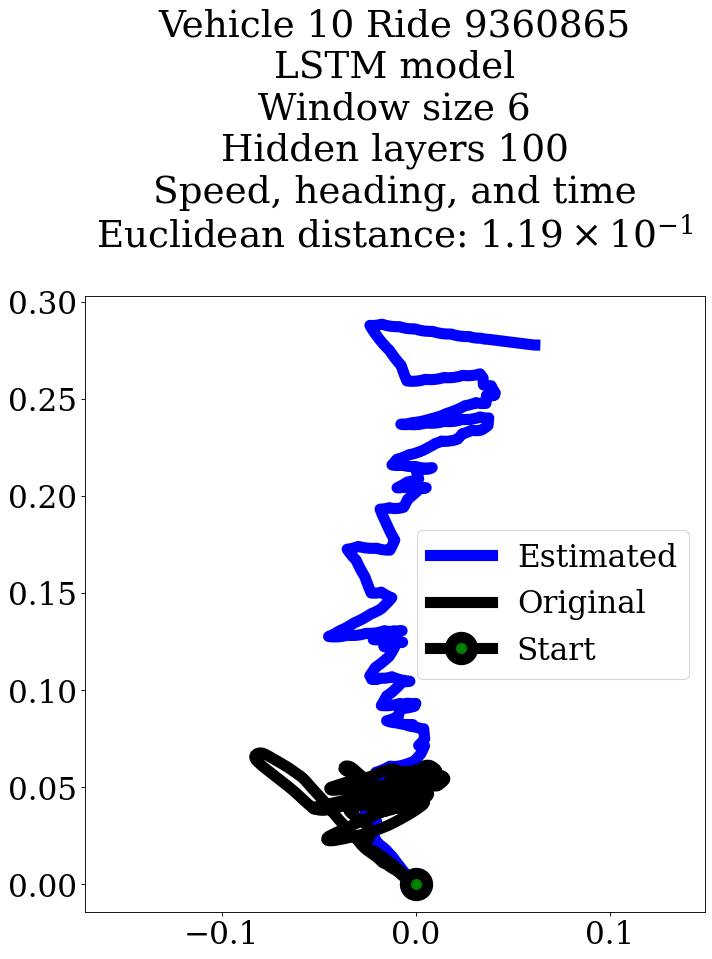 Vehicle 10 Ride 9360865
LSTM model
Window size 6
Hidden layers 100
Speed, heading, and time
Euclidean distance: 1.19 × 10⁻¹
0.30
0.25
0.20
0.15
0.10
0.05
0.00
Estimated
Original
Start
−0.1
0.0
0.1